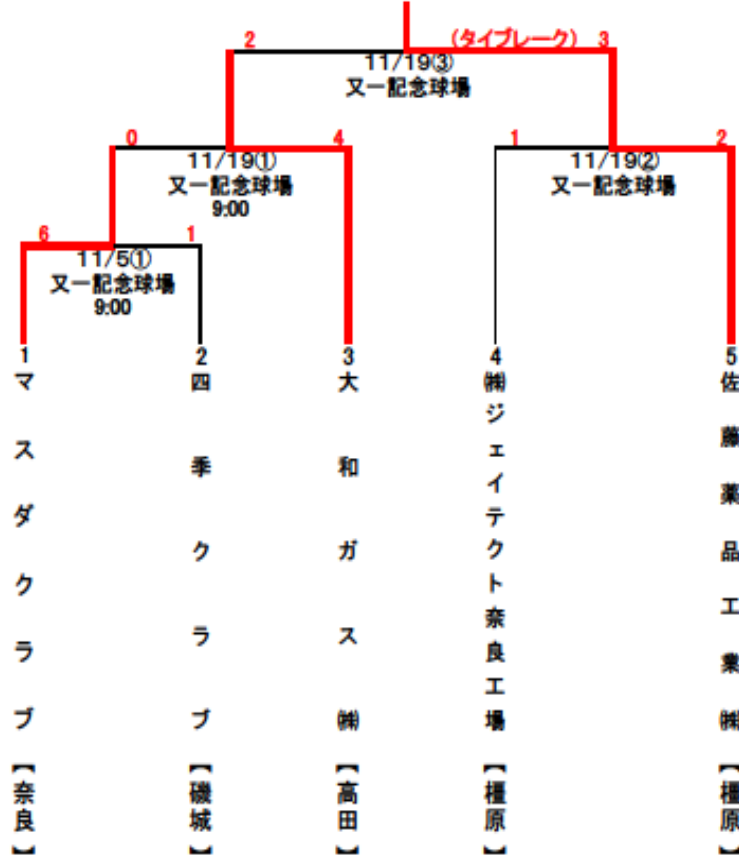 2 (タイブレーク) 3
11/19③
又一記念球場
0 4 1 2
11/19① 11/19②
又一記念球場 又一記念球場
9:00
6 1
11/5①
又一記念球場
9:00
1 マスダクラブ 【奈良】
2 四季クラブ 【磯城】
3 大和ガス㈱ 【高田】
4 ㈱ジェイテクト奈良工場 【橿原】
5 佐藤薬品工業㈱ 【橿原】